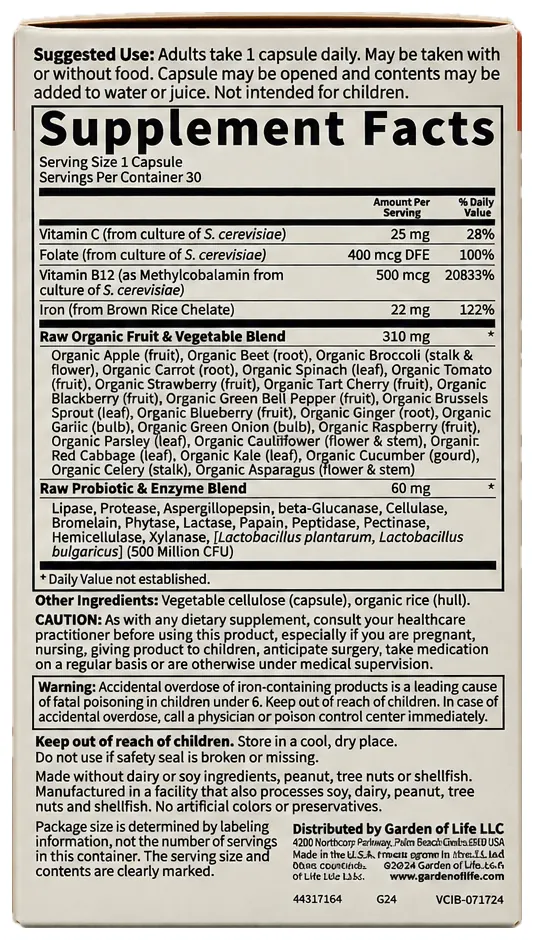 Suggested Use: Adults take 1 capsule daily. May be taken with
or without food. Capsule may be opened and contents may be
added to water or juice. Not intended for children.
Supplement Facts
Serving Size 1 Capsule
Servings Per Container 30
Amount Per Serving % Daily Value
Vitamin C (from culture of S. cerevisiae) 25 mg 28%
Folate (from culture of S. cerevisiae) 400 mcg DFE 100%
Vitamin B12 (as Methylcobalamin from 500 mcg 20833%
culture of S. cerevisiae)
Iron (from Brown Rice Chelate) 22 mg 122%
Raw Organic Fruit & Vegetable Blend 310 mg *
Organic Apple (fruit), Organic Beet (root), Organic Broccoli (stalk &
flower), Organic Carrot (root), Organic Spinach (leaf), Organic Tomato
(fruit), Organic Strawberry (fruit), Organic Tart Cherry (fruit), Organic
Blackberry (fruit), Organic Green Bell Pepper (fruit), Organic Brussels
Sprout (leaf), Organic Blueberry (fruit), Organic Ginger (root), Organic
Garlic (bulb), Organic Green Onion (bulb), Organic Raspberry (fruit),
Organic Parsley (leaf), Organic Cauliflower (flower & stem), Organic
Red Cabbage (leaf), Organic Kale (leaf), Organic Cucumber (gourd),
Organic Celery (stalk), Organic Asparagus (flower & stem)
Raw Probiotic & Enzyme Blend 60 mg *
Lipase, Protease, Aspergillopepsin, beta-Glucanase, Cellulase,
Bromelain, Phytase, Lactase, Papain, Peptidase, Pectinase,
Hemicellulase, Xylanase, [Lactobacillus plantarum, Lactobacillus
bulgaricus] (500 Million CFU)
* Daily Value not established.
Other Ingredients: Vegetable cellulose (capsule), organic rice (hull).
CAUTION: As with any dietary supplement, consult your healthcare
practitioner before using this product, especially if you are pregnant,
nursing, giving product to children, anticipate surgery, take medication
on a regular basis or are otherwise under medical supervision.
Warning: Accidental overdose of iron-containing products is a leading cause
of fatal poisoning in children under 6. Keep out of reach of children. In case of
accidental overdose, call a physician or poison control center immediately.
Keep out of reach of children. Store in a cool, dry place.
Do not use if safety seal is broken or missing.
Made without dairy or soy ingredients, peanut, tree nuts or shellfish.
Manufactured in a facility that also processes soy, dairy, peanut, tree
nuts and shellfish. No artificial colors or preservatives.
Package size is determined by labeling
information, not the number of servings
in this container. The serving size and
contents are clearly marked.
Distributed by Garden of Life LLC
4200 Northcorp Parkway, Palm Beach USA
Made in the U.S.A.
©2024 Garden of Life
of Life www.gardenoflife.com
44317164 G24 VCIB-071724